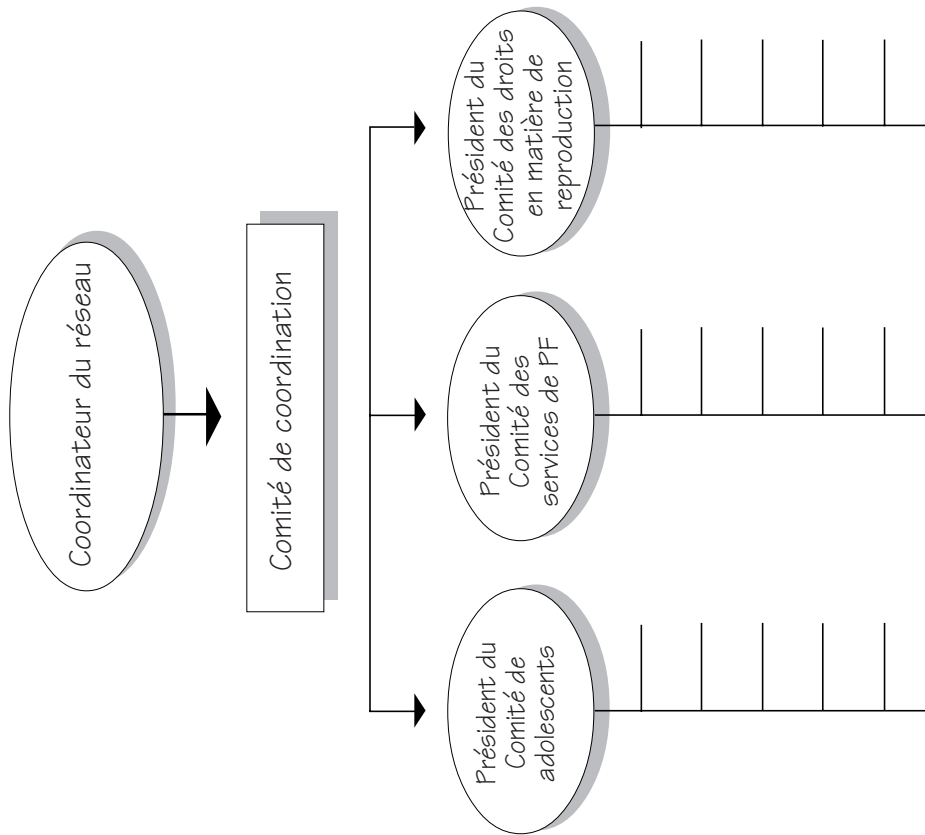 Coordinateur du réseau
Comité de coordination
Président du
Comité de
adolescents
Président du
Comité des
services de PF
Président du
Comité des droits
en matière de
reproduction